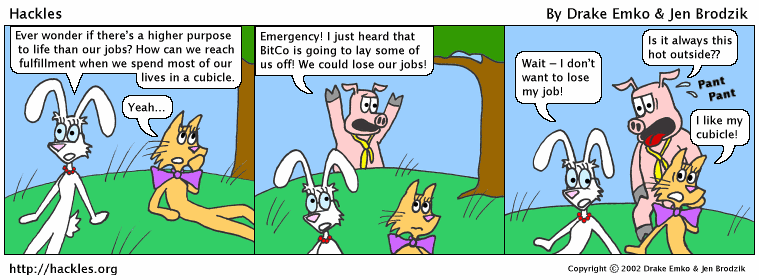 Hackles
By Drake Emko & Jen Brodzik
Ever wonder if there's a higher purpose
to life than our jobs? How can we reach
fulfillment when we spend most of our
lives in a cubicle.
Yeah...
Emergency! I just heard that
BitCo is going to lay some of
us off! We could lose our jobs!
Is it always this
hot outside??
Wait – I don't
want to lose
my job!
Pant
Pant
I like my
cubicle!
http://hackles.org
Copyright © 2002 Drake Emko & Jen Brodzik